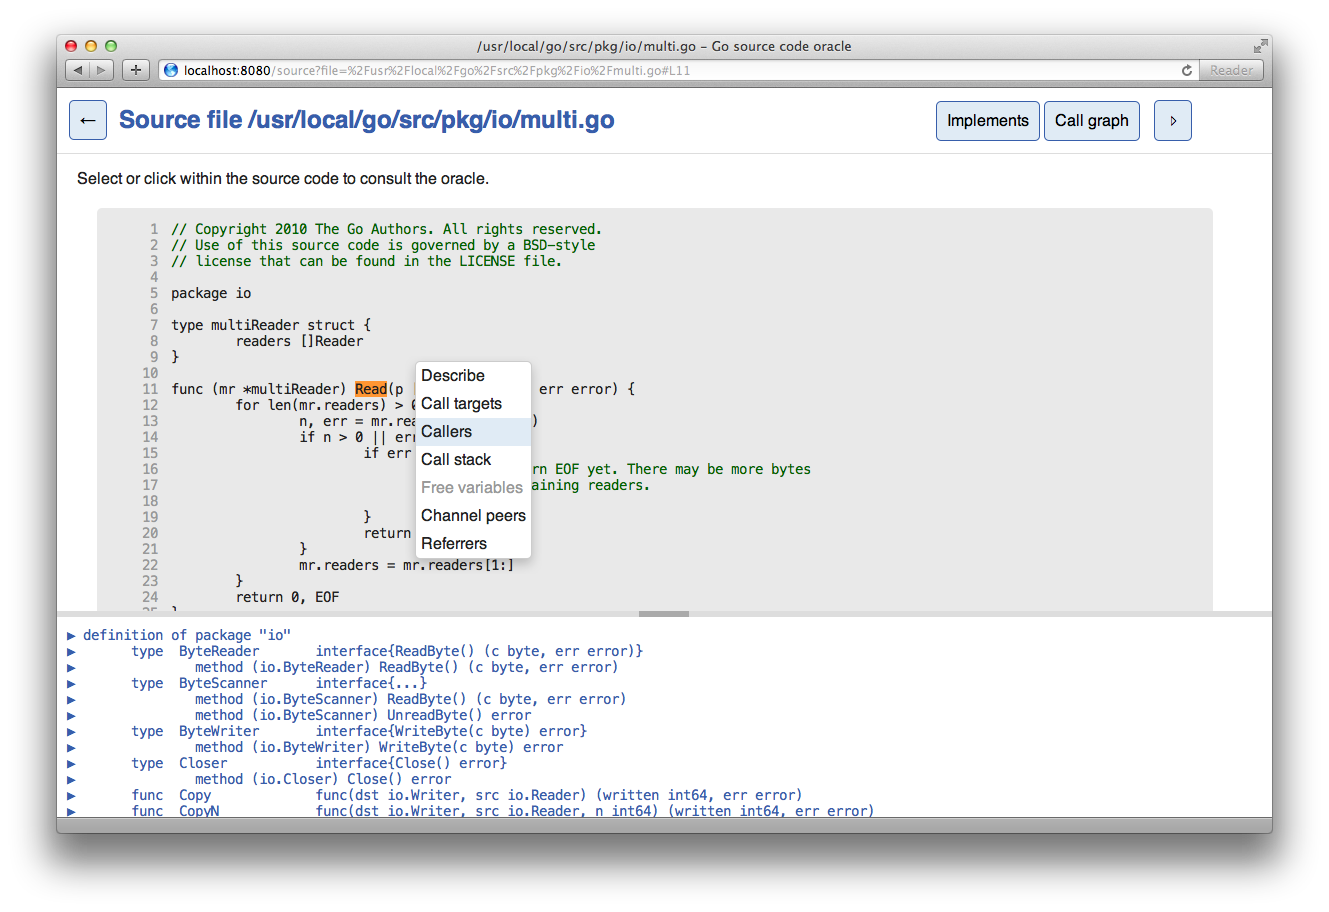 /usr/local/go/src/pkg/io/multi.go – Go source code oracle
localhost:8080/source?file=%2Fusr%2Flocal%2Fgo%2Fsrc%2Fpkg%2Fio%2Fmulti.go#L11
Reader
← Source file /usr/local/go/src/pkg/io/multi.go
Implements
Call graph
Select or click within the source code to consult the oracle.
1 // Copyright 2010 The Go Authors. All rights reserved.
2 // Use of this source code is governed by a BSD-style
3 // license that can be found in the LICENSE file.
4
5 package io
6
7 type multiReader struct {
8 readers []Reader
9 }
10
11 func (mr *multiReader) Read(p err error) {
12 for len(mr.readers) >
13 n, err = mr.rea )
14 if n > 0 || err
15 if err
16 rn EOF yet. There may be more bytes
17 aining readers.
18
19 }
20 return
21 }
22 mr.readers = mr.readers[1:]
23 }
24 return 0, EOF
25 }
Describe
Call targets
Callers
Call stack
Free variables
Channel peers
Referrers
▶ definition of package "io"
▶ type ByteReader interface{ReadByte() (c byte, err error)}
▶ method (io.ByteReader) ReadByte() (c byte, err error)
▶ type ByteScanner interface{...}
▶ method (io.ByteScanner) ReadByte() (c byte, err error)
▶ method (io.ByteScanner) UnreadByte() error
▶ type ByteWriter interface{WriteByte(c byte) error}
▶ method (io.ByteWriter) WriteByte(c byte) error
▶ type Closer interface{Close() error}
▶ method (io.Closer) Close() error
▶ func Copy func(dst io.Writer, src io.Reader) (written int64, err error)
▶ func CopyN func(dst io.Writer, src io.Reader, n int64) (written int64, err error)